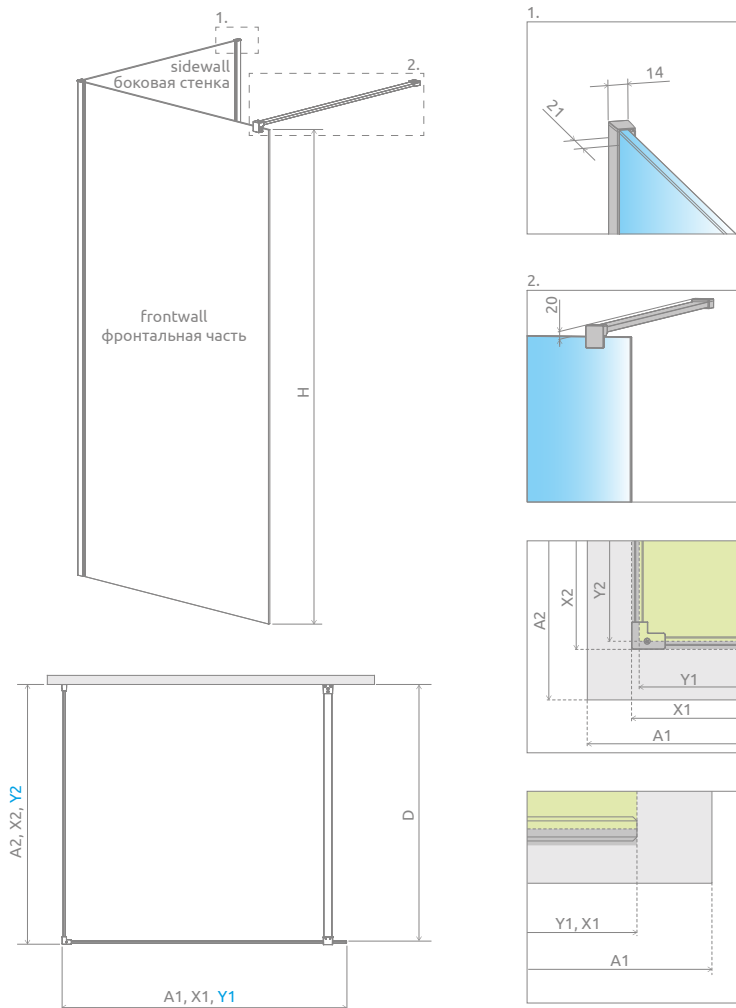 1.
sidewall
боковая стенка
2.
frontwall
фронтальная часть
H
A2, X2, Y2
D
A1, X1, Y1
1.
14
21
2.
20
A2
X2
Y2
Y1
X1
A1
Y1, X1
A1